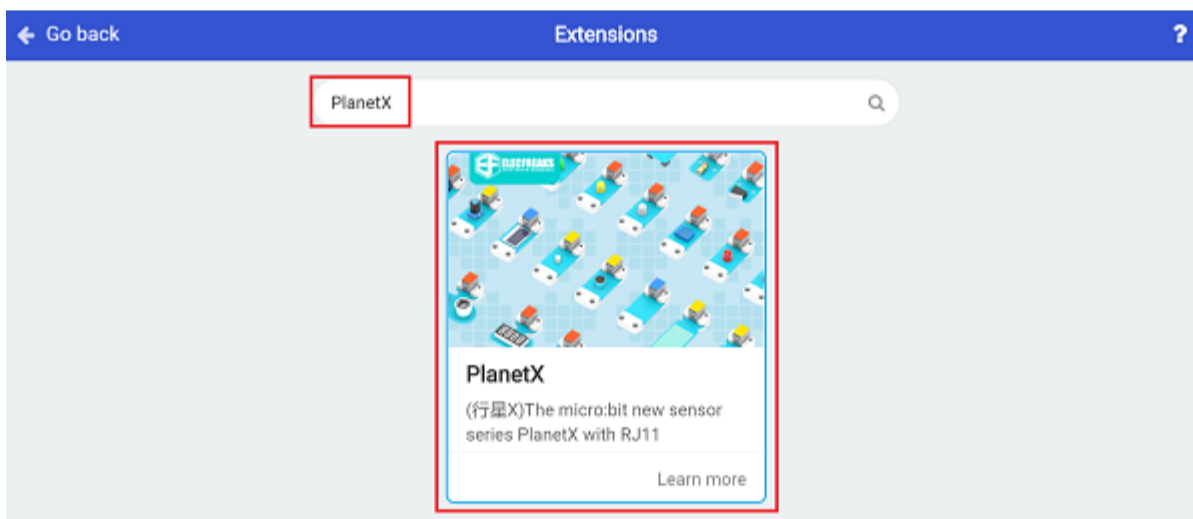 Go back
Extensions
?
PlanetX
ELECFREAKS
PlanetX
(行星X)The micro:bit new sensor
series PlanetX with RJ11
Learn more